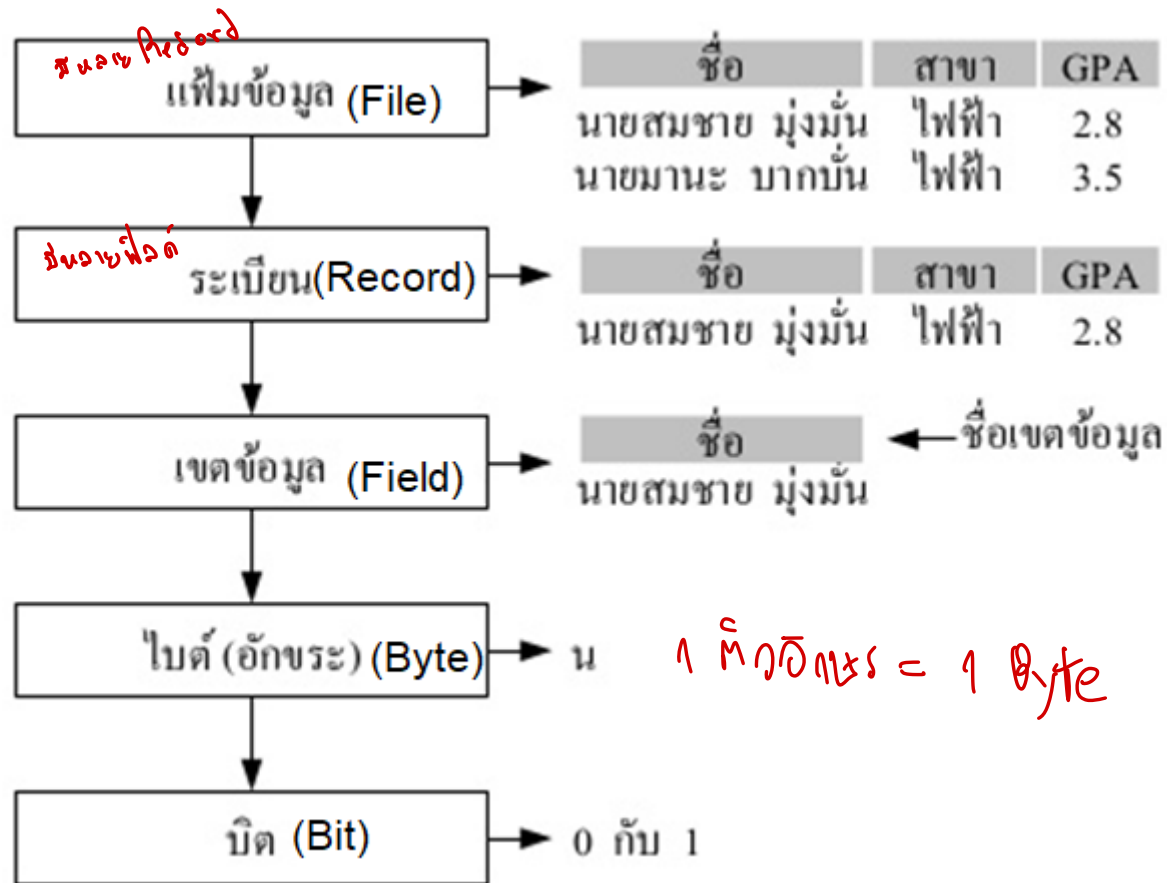 มีหลาย Record
แฟ้มข้อมูล (File)
ชื่อ สาขา GPA
นายสมชาย มุ่งมั่น ไฟฟ้า 2.8
นายมานะ บากบั่น ไฟฟ้า 3.5
มีหลายฟิลด์
ระเบียน(Record)
ชื่อ สาขา GPA
นายสมชาย มุ่งมั่น ไฟฟ้า 2.8
เขตข้อมูล (Field)
ชื่อ
ชื่อเขตข้อมูล
นายสมชาย มุ่งมั่น
ไบต์ (อักขระ) (Byte)
น
1 ตัวอักษร = 1 Byte
บิต (Bit)
0 กับ 1